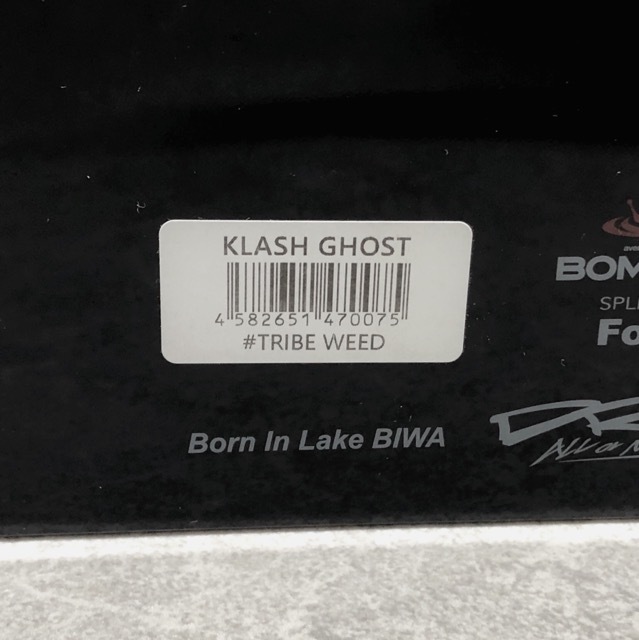 KLASH GHOST
4 582651 470075
#TRIBE WEED
Born In Lake BIWA